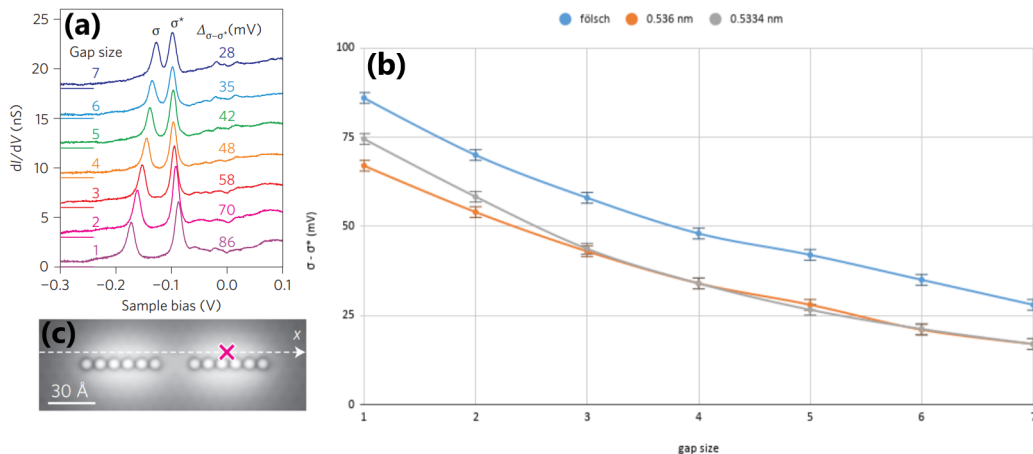 (a)
σ σ* Δσ–σ*(mV)
Gap size
7 28
6 35
5 42
4 48
3 58
2 70
1 86
dI/dV (nS)
25
20
15
10
5
0
−0.3 −0.2 −0.1 0.0 0.1
Sample bias (V)
(c)
x
30 Å
fölsch 0.536 nm 0.5334 nm
(b)
σ - σ* (mV)
100
75
50
25
0
1 2 3 4 5 6 7
gap size